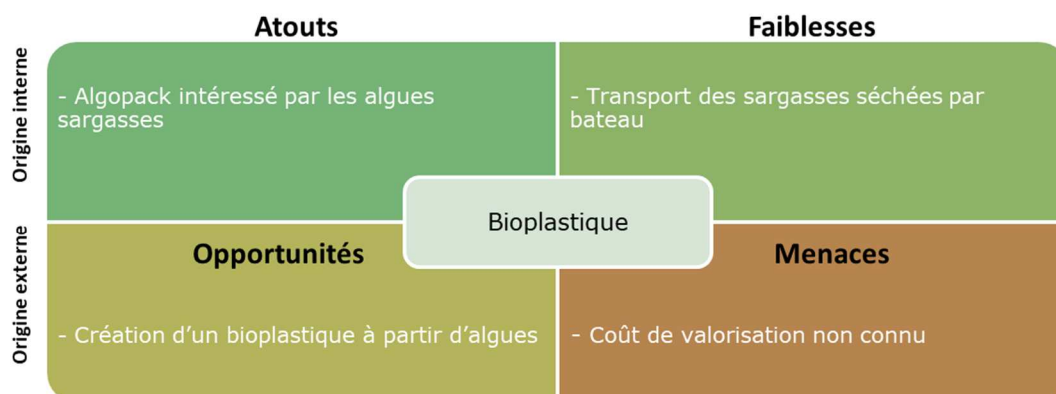 Atouts
Faiblesses
Origine interne
- Algopack intéressé par les algues
sargasses
- Transport des sargasses séchées par
bateau
Bioplastique
Origine externe
Opportunités
Menaces
- Création d’un bioplastique à partir d’algues
- Coût de valorisation non connu